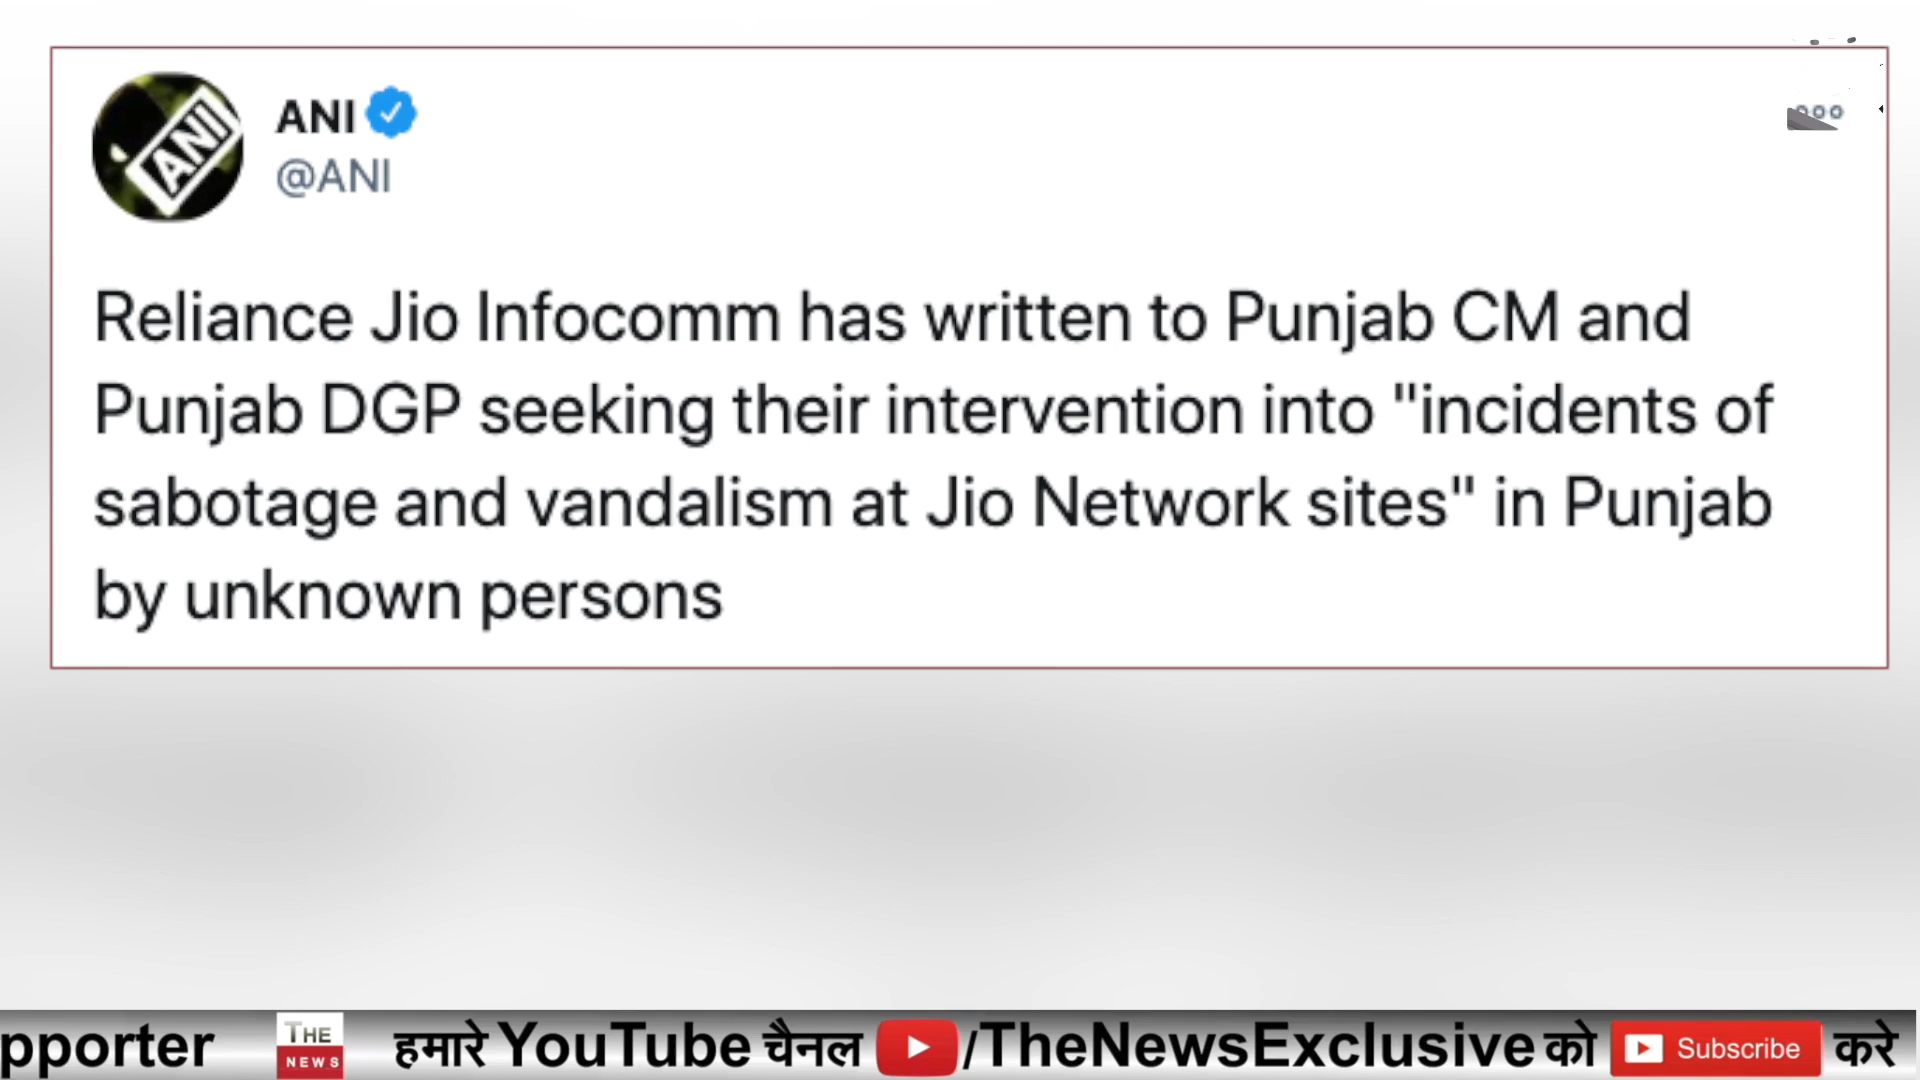 ANI
ANI
@ANI
Reliance Jio Infocomm has written to Punjab CM and
Punjab DGP seeking their intervention into "incidents of
sabotage and vandalism at Jio Network sites" in Punjab
by unknown persons
pporter THE NEWS हमारे YouTube चैनल /TheNewsExclusive को Subscribe करे